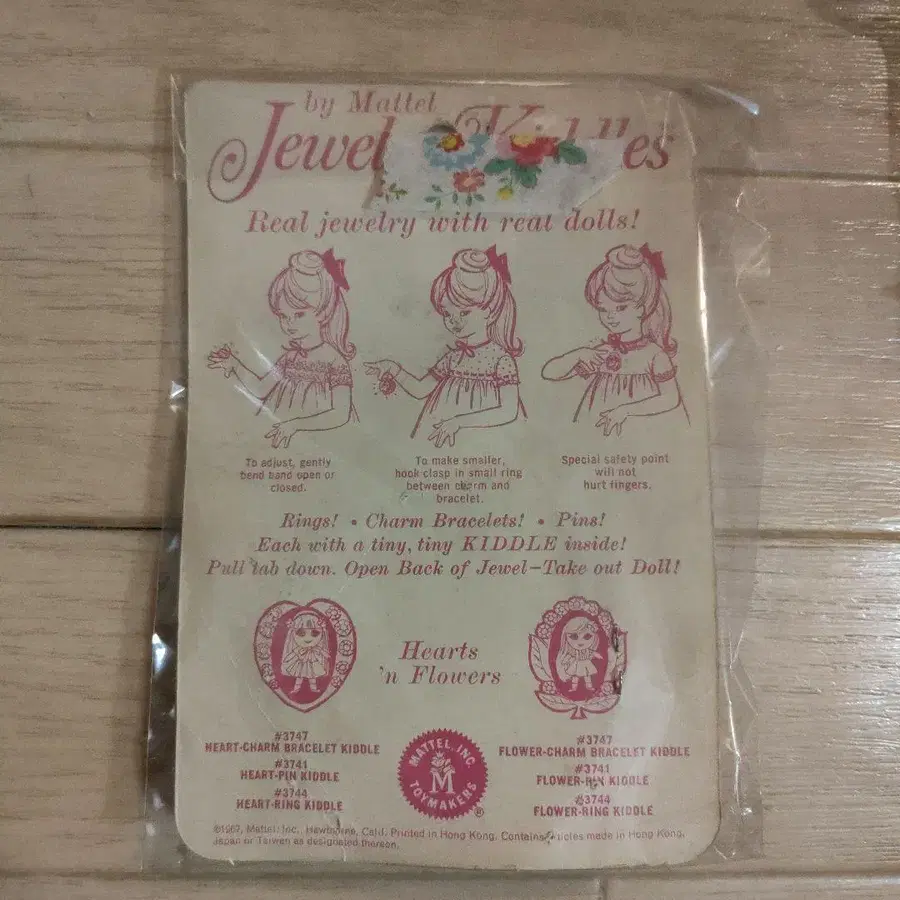 by Mattel
Jewel Kiddles
Real jewelry with real dolls!
To adjust, gently
bend band open or
closed.
To make smaller,
hook clasp in small ring
between charm and
bracelet.
Special safety point
will not
hurt fingers.
Rings! • Charm Bracelets! • Pins!
Each with a tiny, tiny KIDDLE inside!
Pull tab down. Open Back of Jewel-Take out Doll!
Hearts
'n Flowers
#3747
HEART-CHARM BRACELET KIDDLE
#3741
HEART-PIN KIDDLE
#3744
HEART-RING KIDDLE
MATTEL, INC.
M
TOYMAKERS
®
#3747
FLOWER-CHARM BRACELET KIDDLE
#3741
FLOWER-PIN KIDDLE
#3744
FLOWER-RING KIDDLE
©1967, Mattel, Inc., Hawthorne, Calif. Printed in Hong Kong. Contains articles made in Hong Kong,
Japan or Taiwan as designated thereon.